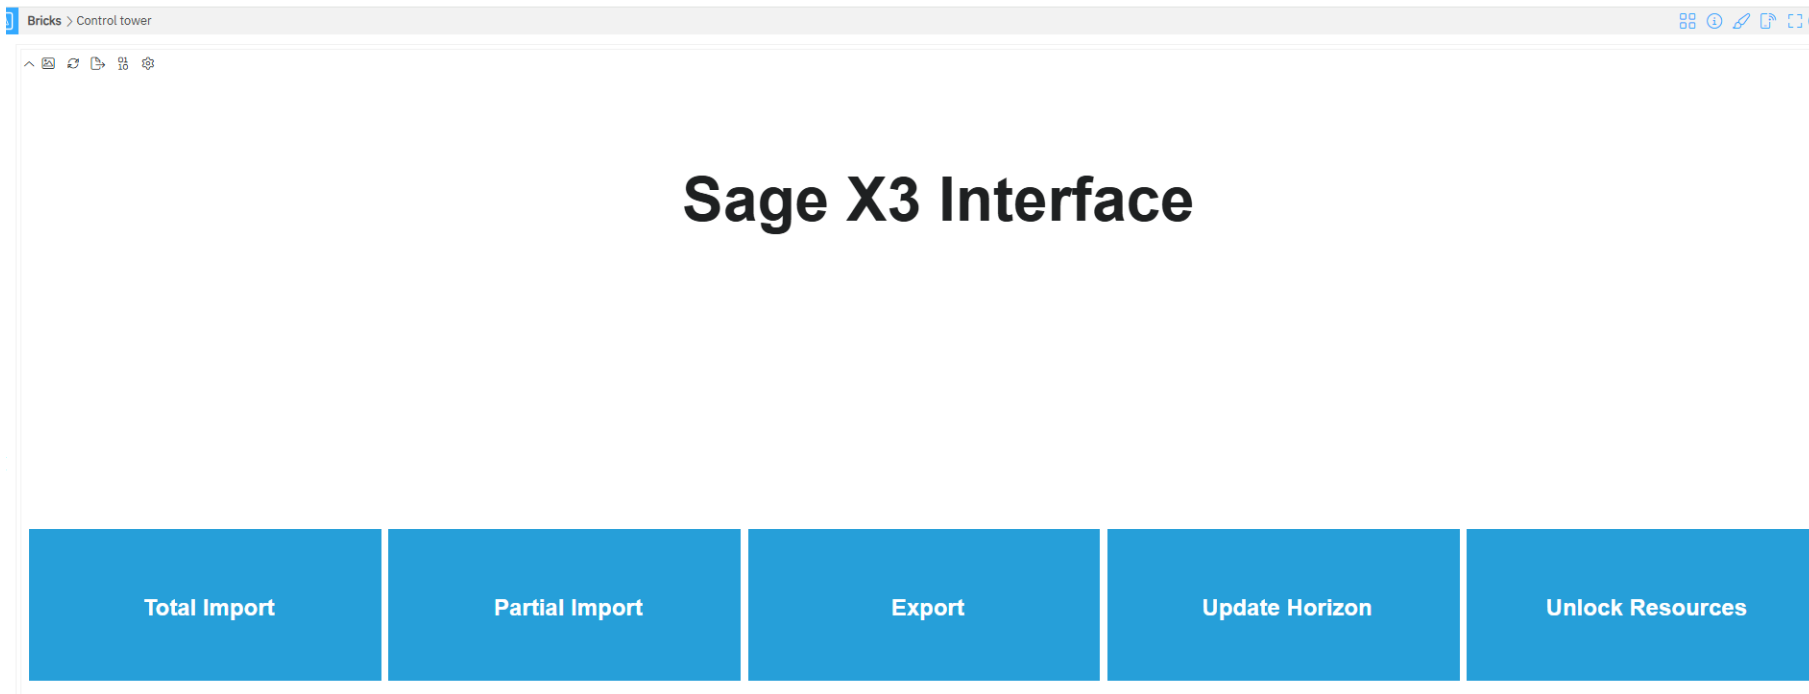 Bricks > Control tower
Sage X3 Interface
Total Import
Partial Import
Export
Update Horizon
Unlock Resources